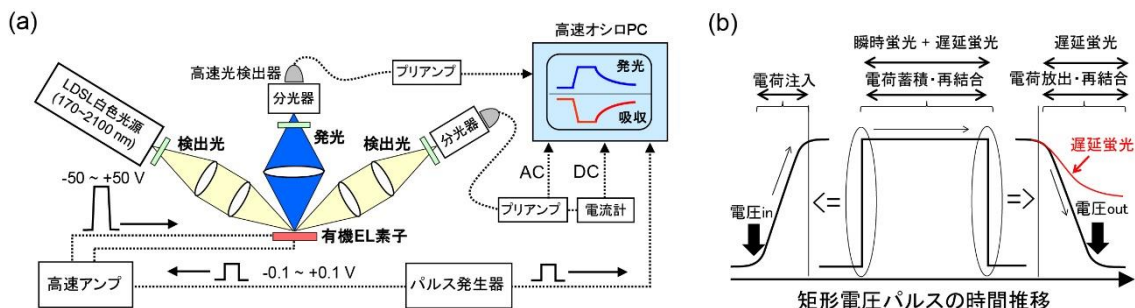 (a)
高速オシロPC
高速光検出器
プリアンプ
発光
吸収
分光器
LDSL白色光源
(170~2100 nm)
検出光
発光
検出光
分光器
-50 ~ +50 V
AC
DC
プリアンプ
電流計
有機EL素子
高速アンプ
-0.1 ~ +0.1 V
パルス発生器
(b)
瞬時蛍光 + 遅延蛍光
遅延蛍光
電荷注入
電荷蓄積・再結合
電荷放出・再結合
遅延蛍光
電圧in
<=
=>
電圧out
矩形電圧パルスの時間推移